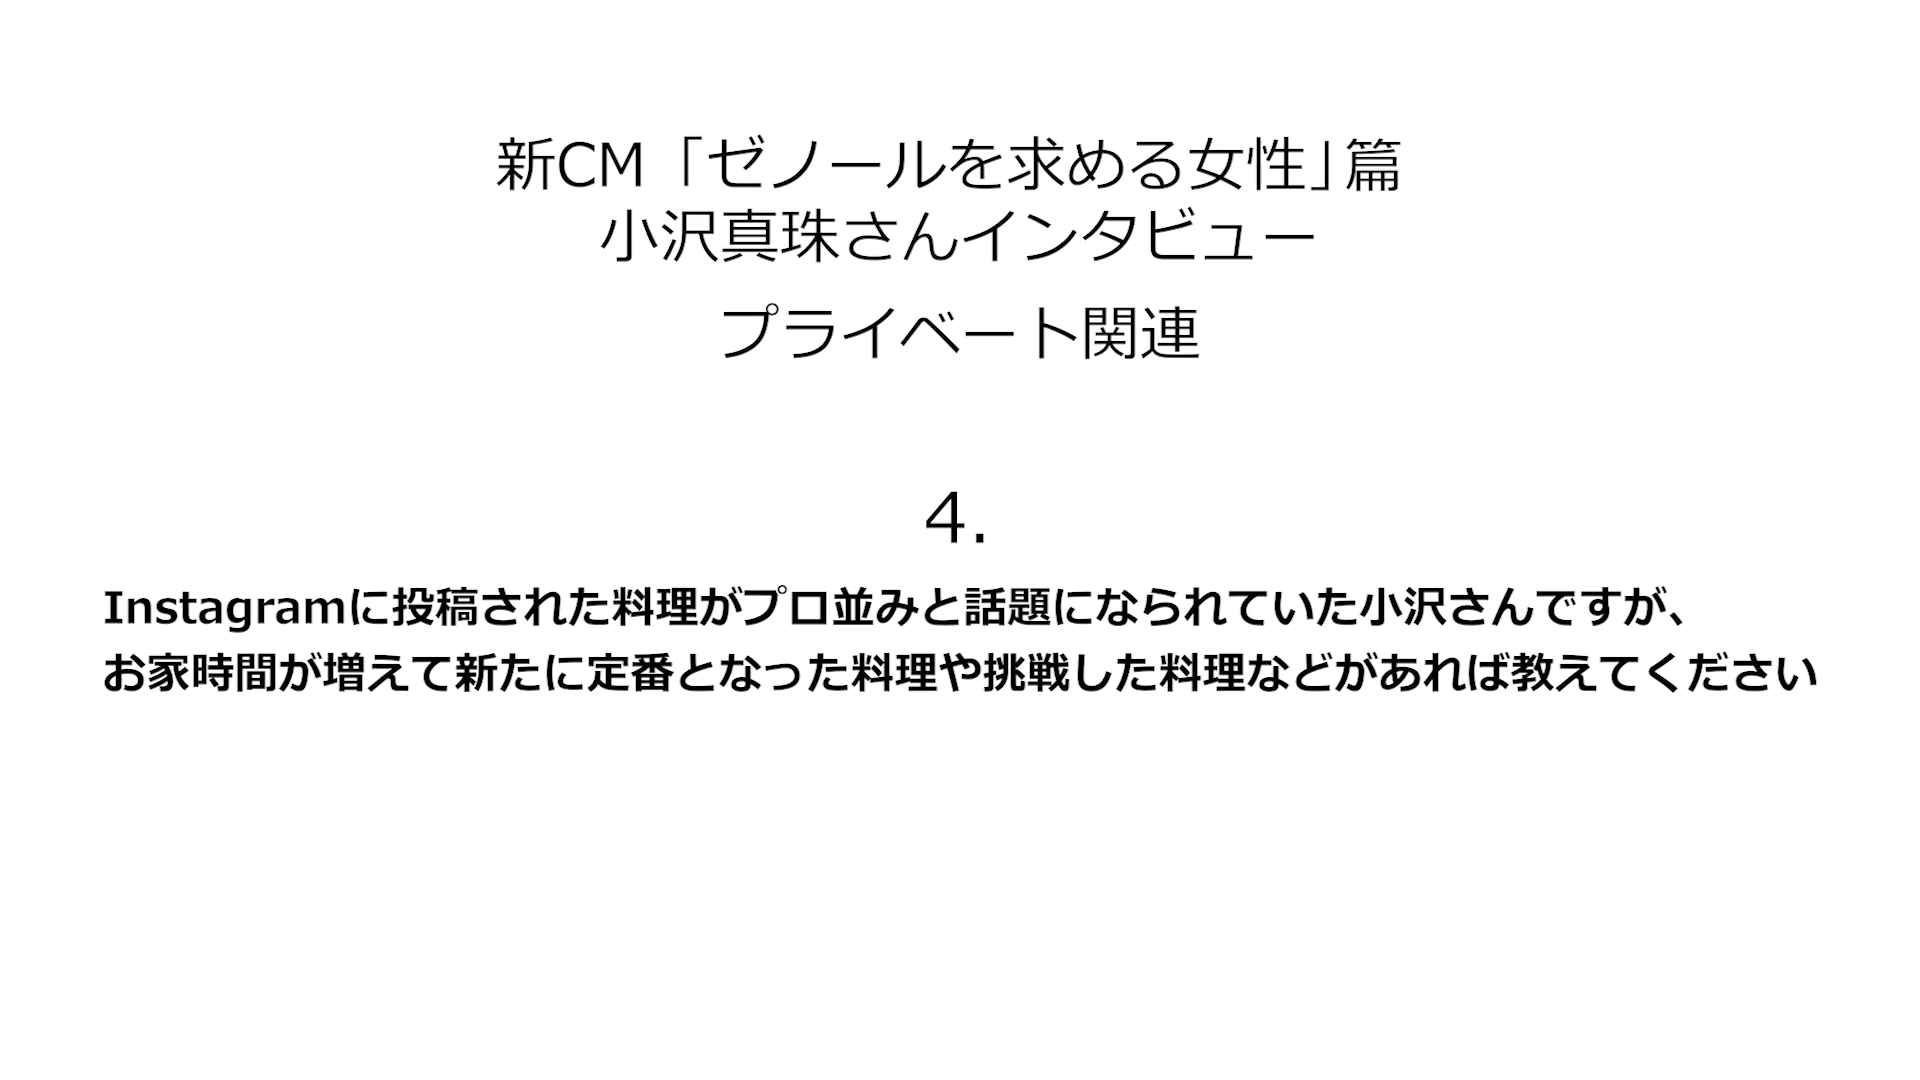 新CM「ゼノールを求める女性」篇
小沢真珠さんインタビュー
プライベート関連
4.
Instagramに投稿された料理がプロ並みと話題になられていた小沢さんですが、
お家時間が増えて新たに定番となった料理や挑戦した料理などがあれば教えてください